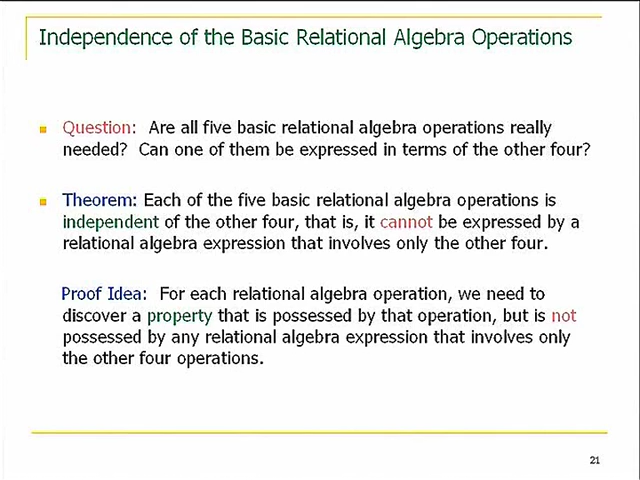 Independence of the Basic Relational Algebra Operations
Question: Are all five basic relational algebra operations really
needed? Can one of them be expressed in terms of the other four?
Theorem: Each of the five basic relational algebra operations is
independent of the other four, that is, it cannot be expressed by a
relational algebra expression that involves only the other four.
Proof Idea: For each relational algebra operation, we need to
discover a property that is possessed by that operation, but is not
possessed by any relational algebra expression that involves only
the other four operations.
21